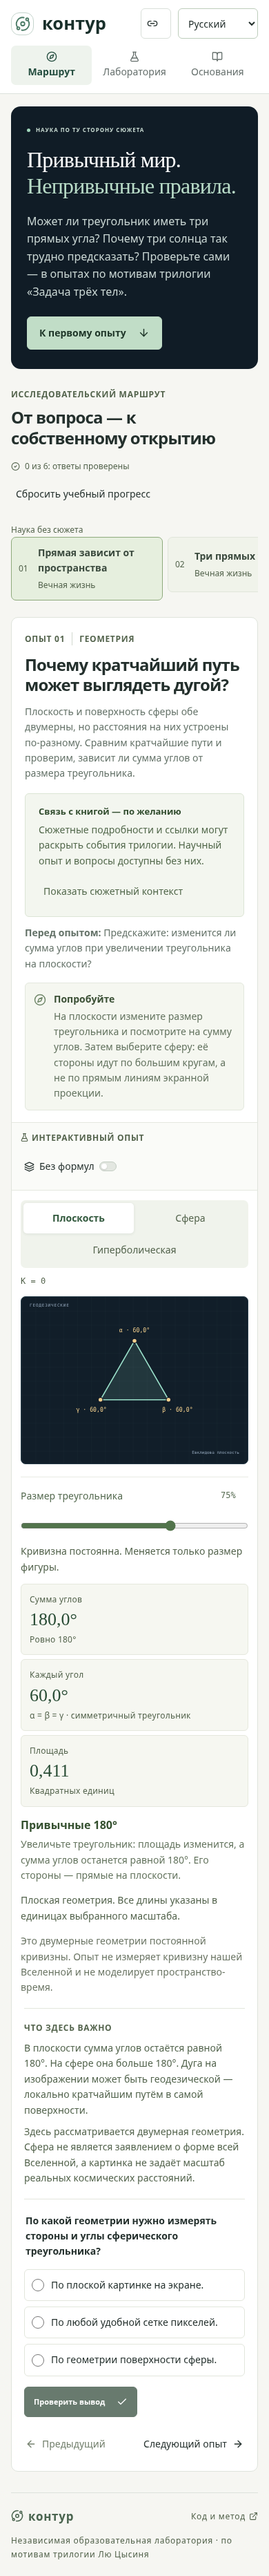 контур
Русский
Маршрут
Лаборатория
Основания
НАУКА ПО ТУ СТОРОНУ СЮЖЕТА
Привычный мир.
Непривычные правила.
Может ли треугольник иметь три
прямых угла? Почему три солнца так
трудно предсказать? Проверьте сами
— в опытах по мотивам трилогии
«Задача трёх тел».
К первому опыту
ИССЛЕДОВАТЕЛЬСКИЙ МАРШРУТ
От вопроса — к
собственному открытию
0 из 6: ответы проверены
Сбросить учебный прогресс
Наука без сюжета
01
Прямая зависит от
пространства
Вечная жизнь
02
Три прямых
Вечная жизнь
ОПЫТ 01
ГЕОМЕТРИЯ
Почему кратчайший путь
может выглядеть дугой?
Плоскость и поверхность сферы обе
двумерны, но расстояния на них устроены
по-разному. Сравним кратчайшие пути и
проверим, зависит ли сумма углов от
размера треугольника.
Связь с книгой — по желанию
Сюжетные подробности и ссылки могут
раскрыть события трилогии. Научный
опыт и вопросы доступны без них.
Показать сюжетный контекст
Перед опытом: Предскажите: изменится ли
сумма углов при увеличении треугольника
на плоскости?
Попробуйте
На плоскости измените размер
треугольника и посмотрите на сумму
углов. Затем выберите сферу: её
стороны идут по большим кругам, а
не по прямым линиям экранной
проекции.
ИНТЕРАКТИВНЫЙ ОПЫТ
Без формул
Плоскость
Сфера
Гиперболическая
K = 0
ГЕОДЕЗИЧЕСКИЕ
α · 60,0°
γ · 60,0°
β · 60,0°
Евклидова плоскость
Размер треугольника
75%
Кривизна постоянна. Меняется только размер
фигуры.
Сумма углов
180,0°
Ровно 180°
Каждый угол
60,0°
α = β = γ · симметричный треугольник
Площадь
0,411
Квадратных единиц
Привычные 180°
Увеличьте треугольник: площадь изменится, а
сумма углов останется равной 180°. Его
стороны — прямые на плоскости.
Плоская геометрия. Все длины указаны в
единицах выбранного масштаба.
Это двумерные геометрии постоянной
кривизны. Опыт не измеряет кривизну нашей
Вселенной и не моделирует пространство-
время.
ЧТО ЗДЕСЬ ВАЖНО
В плоскости сумма углов остаётся равной
180°. На сфере она больше 180°. Дуга на
изображении может быть геодезической —
локально кратчайшим путём в самой
поверхности.
Здесь рассматривается двумерная геометрия.
Сфера не является заявлением о форме всей
Вселенной, а картинка не задаёт масштаб
реальных космических расстояний.
По какой геометрии нужно измерять
стороны и углы сферического
треугольника?
По плоской картинке на экране.
По любой удобной сетке пикселей.
По геометрии поверхности сферы.
Проверить вывод
Предыдущий
Следующий опыт
контур
Код и метод
Независимая образовательная лаборатория · по
мотивам трилогии Лю Цысиня